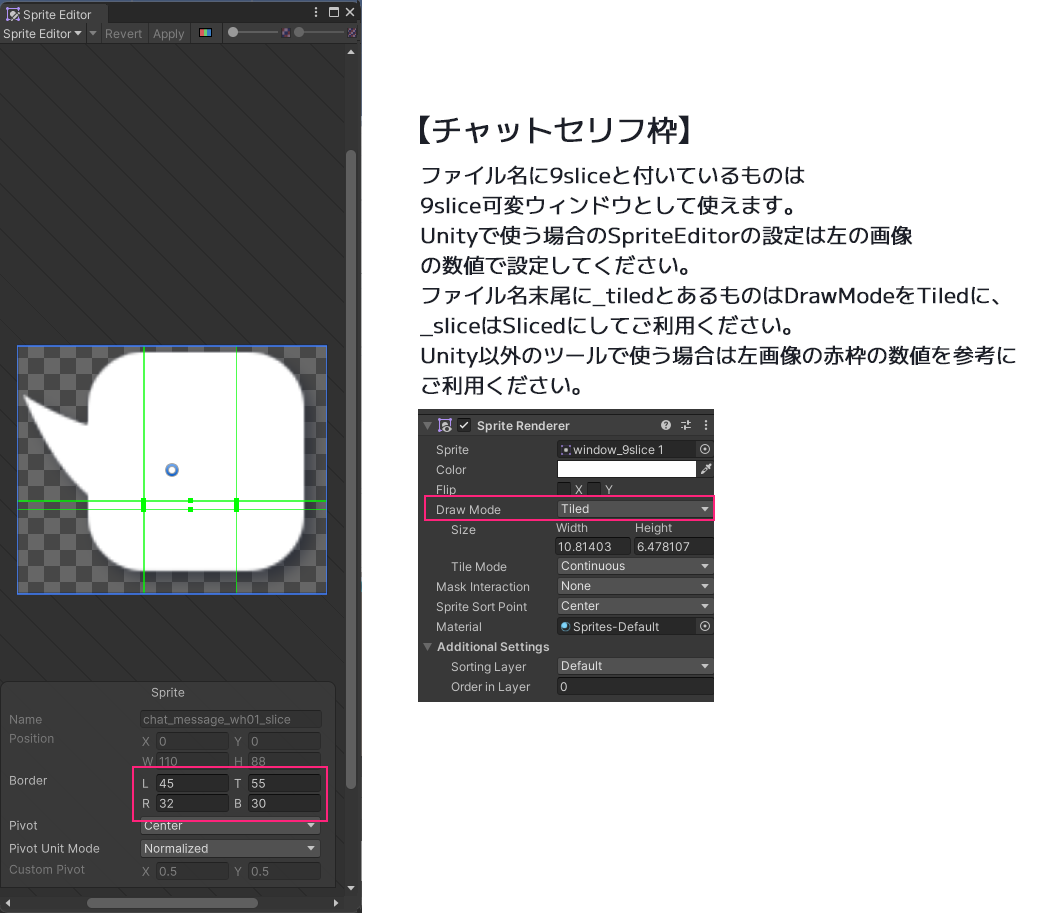 Sprite Editor
Sprite Editor Revert Apply
Sprite
Name chat_message_wh01_slice
Position X 0 Y 0
W 110 H 88
Border L 45 T 55
R 32 B 30
Pivot Center
Pivot Unit Mode Normalized
Custom Pivot X 0.5 Y 0.5
【チャットセリフ枠】
ファイル名に9sliceと付いているものは
9slice可変ウィンドウとして使えます。
Unityで使う場合のSpriteEditorの設定は左の画像
の数値で設定してください。
ファイル名末尾に_tiledとあるものはDrawModeをTiledに、
_sliceはSlicedにしてご利用ください。
Unity以外のツールで使う場合は左画像の赤枠の数値を参考に
ご利用ください。
Sprite Renderer
Sprite window_9slice 1
Color
Flip X Y
Draw Mode Tiled
Size Width Height
10.81403 6.478107
Tile Mode Continuous
Mask Interaction None
Sprite Sort Point Center
Material Sprites-Default
Additional Settings
Sorting Layer Default
Order in Layer 0